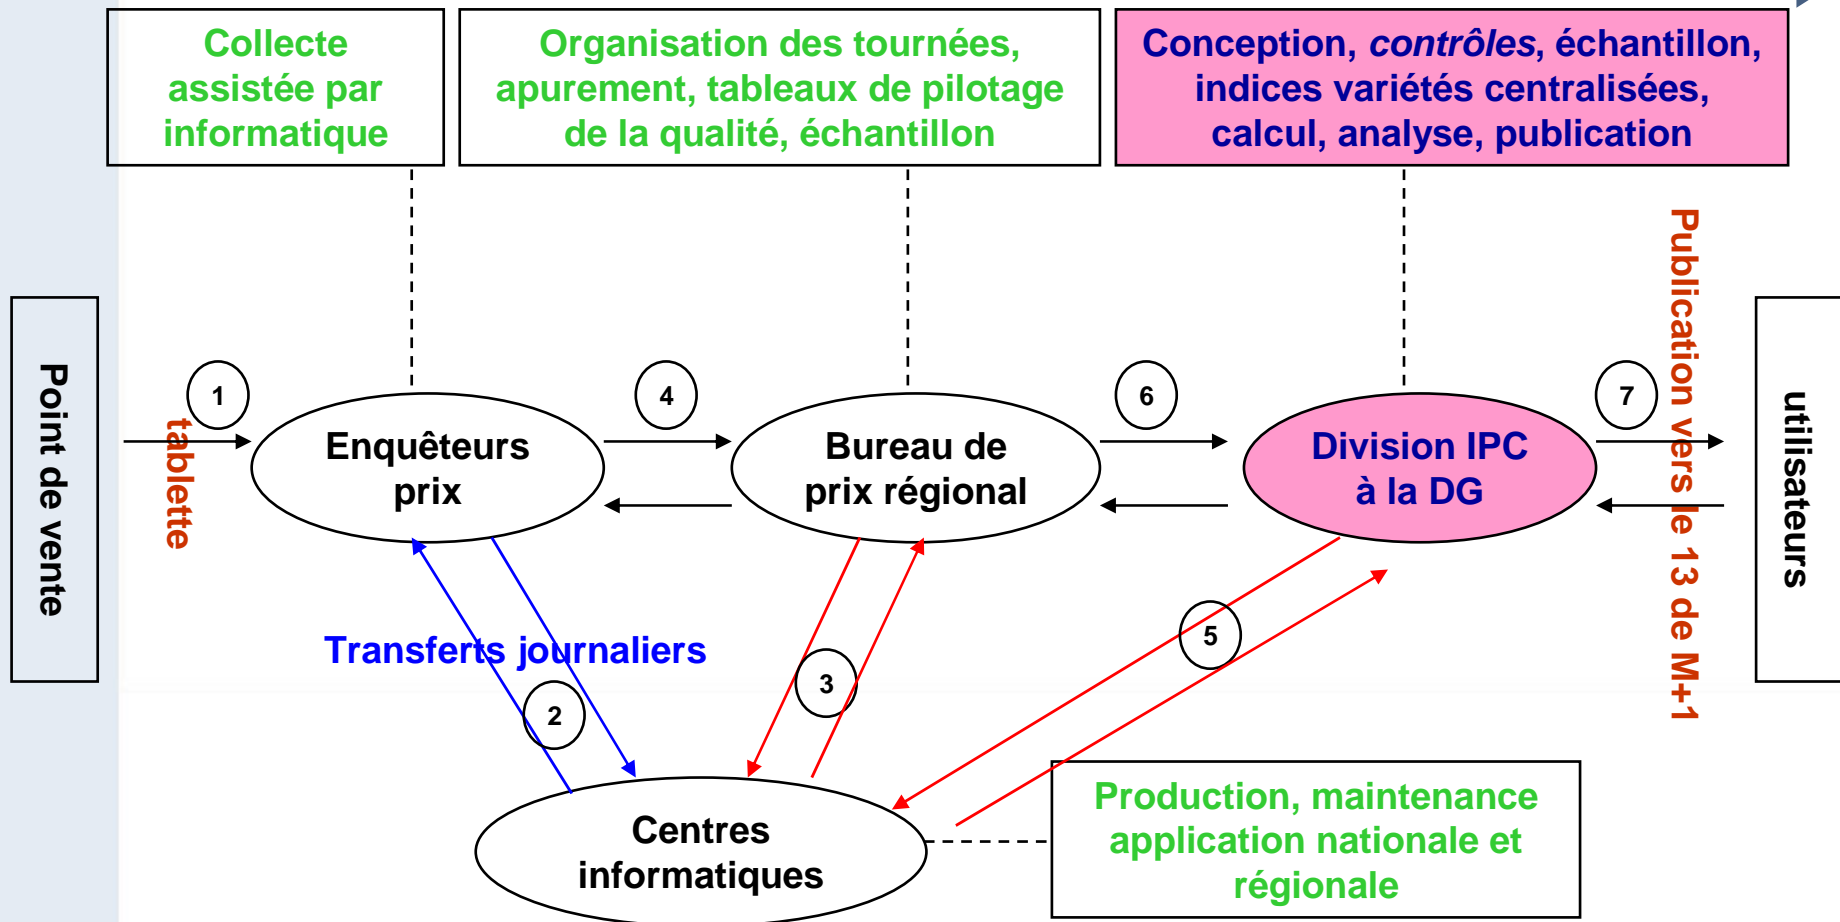 Collecte
assistée par
informatique
Organisation des tournées,
apurement, tableaux de pilotage
de la qualité, échantillon
Conception, contrôles, échantillon,
indices variétés centralisées,
calcul, analyse, publication
Point de vente
1
tablette
Enquêteurs
prix
4
Bureau de
prix régional
6
Division IPC
à la DG
7
Publication vers le 13 de M+1
utilisateurs
Transferts journaliers
2
3
5
Centres
informatiques
Production, maintenance
application nationale et
régionale